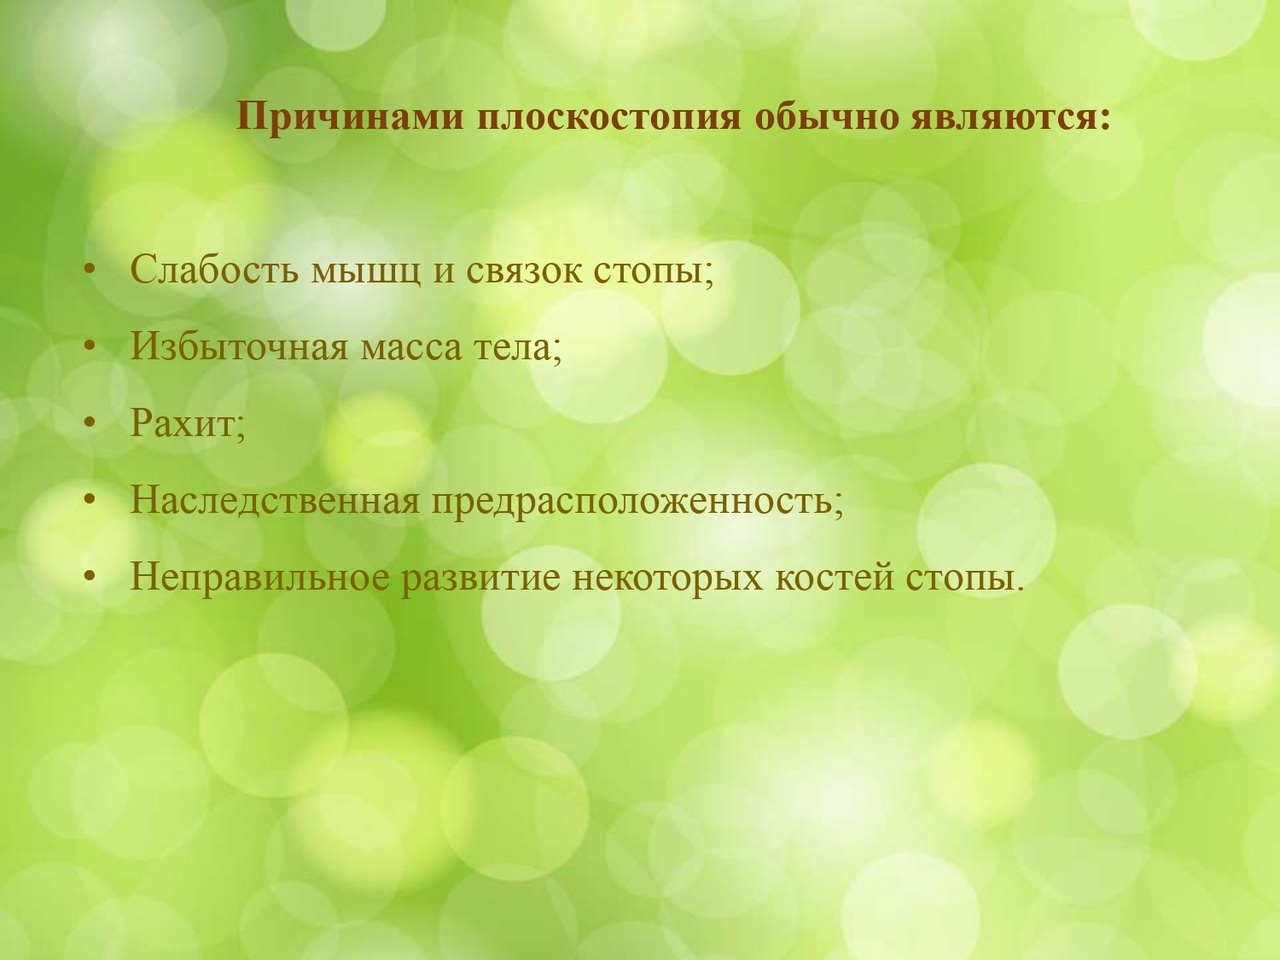 Причинами плоскостопия обычно являются:
• Слабость мышц и связок стопы;
• Избыточная масса тела;
• Рахит;
• Наследственная предрасположенность;
• Неправильное развитие некоторых костей стопы.